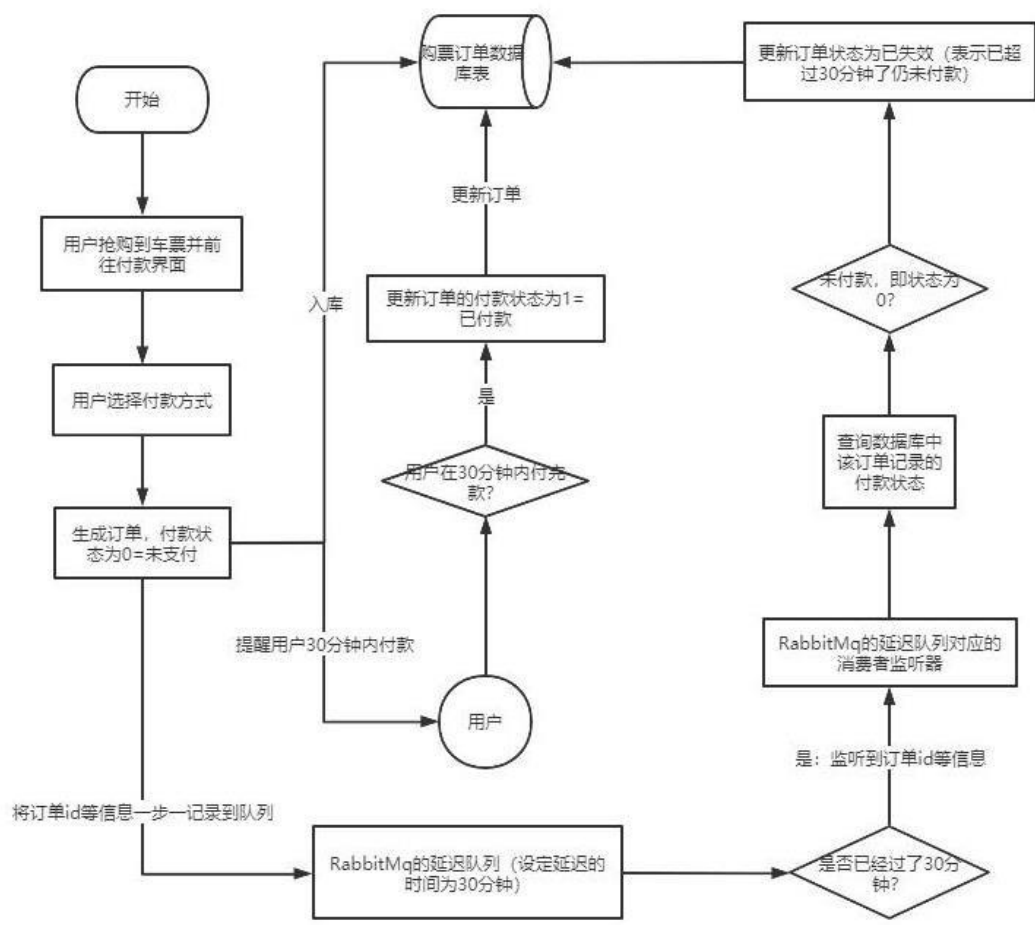 开始
用户抢购到车票并前
往付款界面
用户选择付款方式
生成订单，付款状
态为0=未支付
将订单id等信息一步一记录到队列
入库
提醒用户30分钟内付款
购票订单数据
库表
更新订单
更新订单的付款状态为1=
已付款
是
用户在30分钟内付完
款？
用户
RabbitMq的延迟队列（设定延迟的
时间为30分钟）
更新订单状态为已失效（表示已超
过30分钟了仍未付款）
未付款，即状态为
0？
查询数据库中
该订单记录的
付款状态
RabbitMq的延迟队列对应的
消费者监听器
是：监听到订单id等信息
是否已经过了30分
钟？